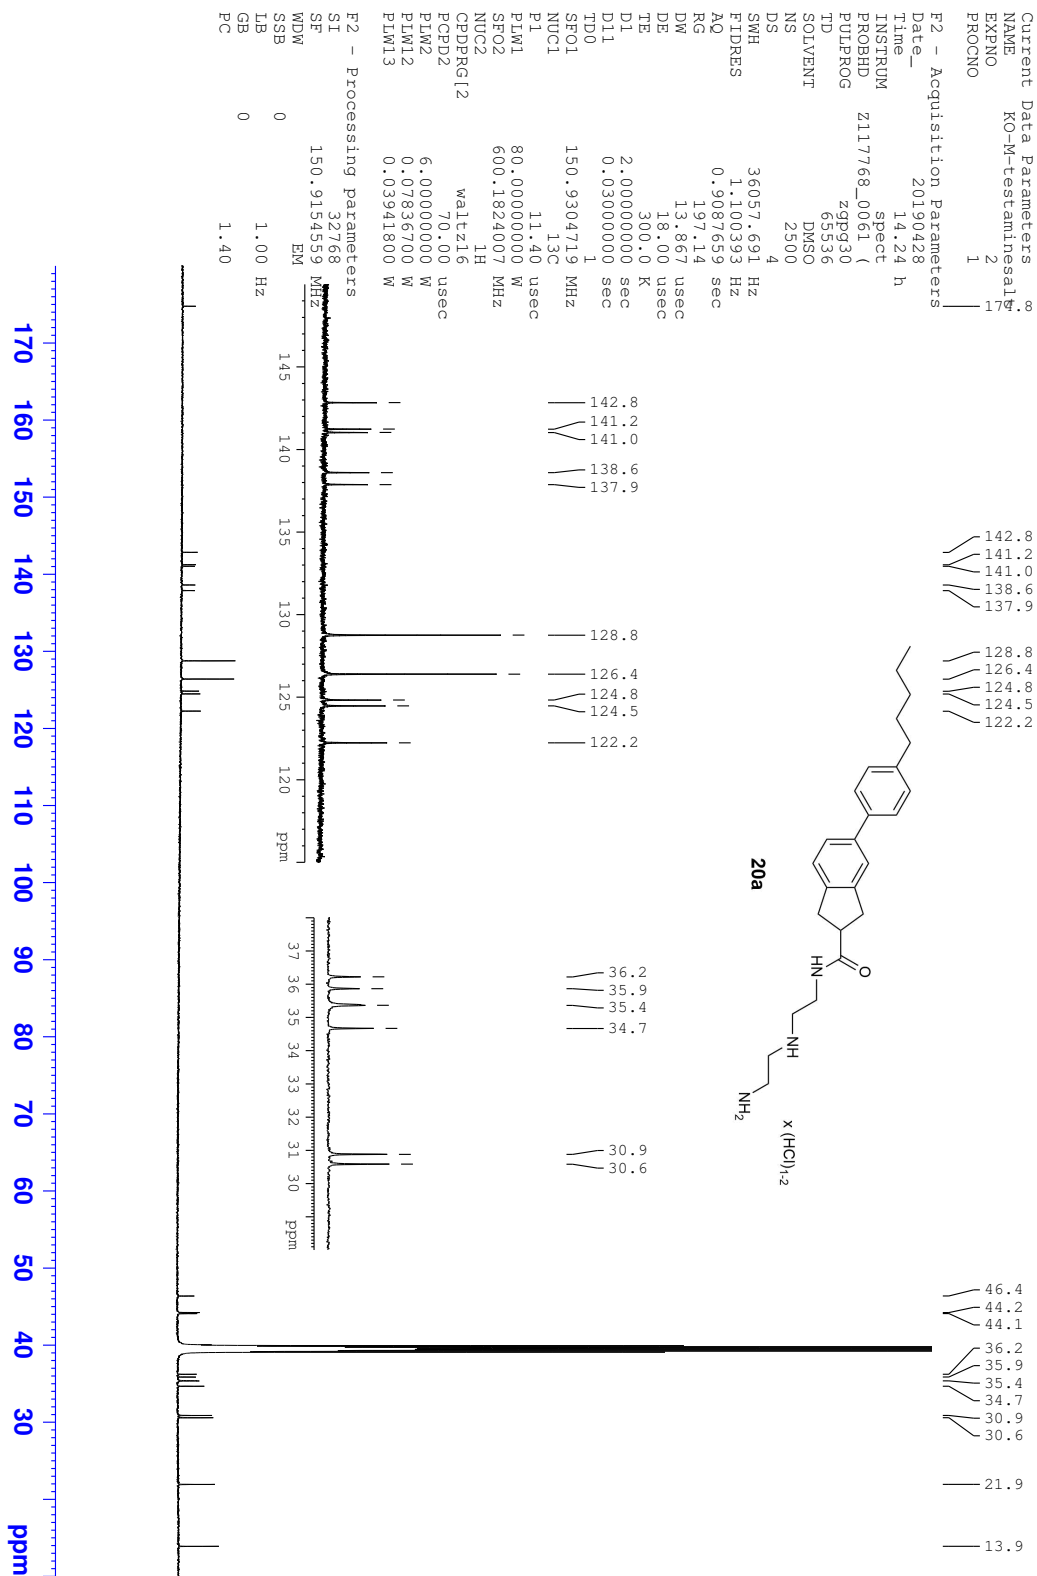 Current Data Parameters
NAME KO-M-testaminesalt
EXPNO 2
PROCNO 1
F2 - Acquisition Parameters
Date_ 20190428
Time 14.24 h
INSTRUM spect
PROBHD Z117768_0061 (
PULPROG zgpg30
TD 65536
SOLVENT DMSO
NS 2500
DS 4
SWH 36057.691 Hz
FIDRES 1.100393 Hz
AQ 0.9087659 sec
RG 197.14
DW 13.867 usec
DE 18.00 usec
TE 300.0 K
D1 2.00000000 sec
D11 0.03000000 sec
TD0 1
SFO1 150.9304719 MHz
NUC1 13C
P1 11.40 usec
PLW1 80.00000000 W
SFO2 600.1824007 MHz
NUC2 1H
CPDPRG[2 waltz16
PCPD2 70.00 usec
PLW2 6.00000000 W
PLW12 0.07836700 W
PLW13 0.03941800 W
F2 - Processing parameters
SI 32768
SF 150.9154559 MHz
WDW EM
SSB 0
LB 1.00 Hz
GB 0
PC 1.40
174.8
142.8
141.2
141.0
138.6
137.9
128.8
126.4
124.8
124.5
122.2
46.4
44.2
44.1
36.2
35.9
35.4
34.7
30.9
30.6
21.9
13.9
O
HN
NH
NH2
x (HCl)1-2
20a
142.8
141.2
141.0
138.6
137.9
128.8
126.4
124.8
124.5
122.2
145 140 135 130 125 120 ppm
36.2
35.9
35.4
34.7
30.9
30.6
37 36 35 34 33 32 31 30 ppm
170 160 150 140 130 120 110 100 90 80 70 60 50 40 30 ppm